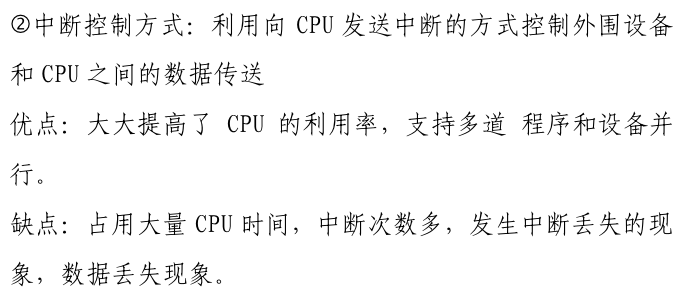 ②中断控制方式：利用向 CPU 发送中断的方式控制外围设备
和 CPU 之间的数据传送
优点：大大提高了 CPU 的利用率，支持多道 程序和设备并
行。
缺点：占用大量 CPU 时间，中断次数多，发生中断丢失的现
象，数据丢失现象。